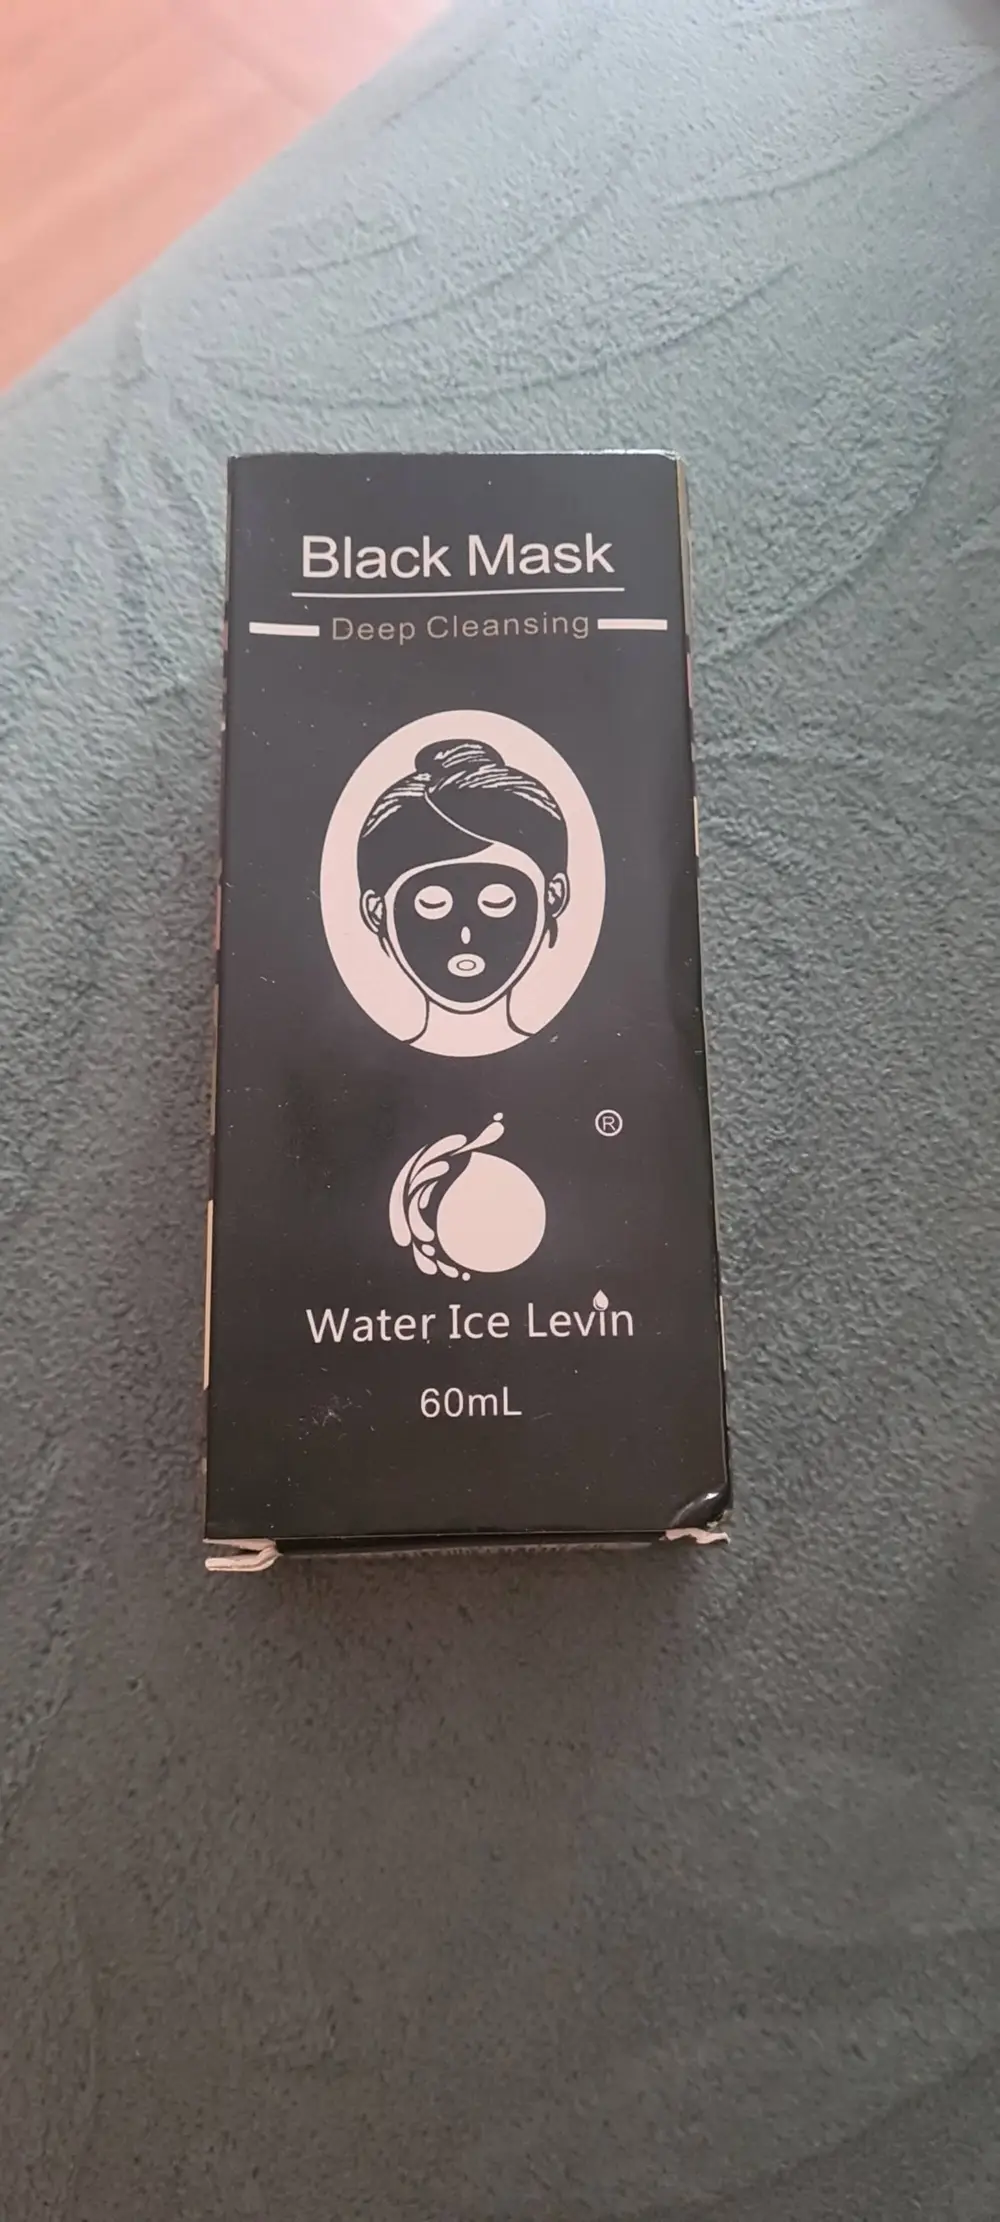 Black Mask
Deep Cleansing
®
Water Ice Levin
60mL